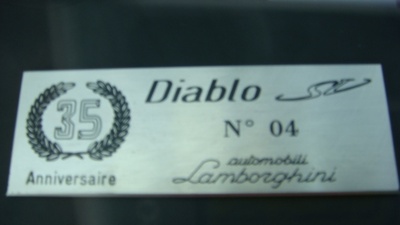 35
Anniversaire
Diablo SV
N° 04
automobili
Lamborghini